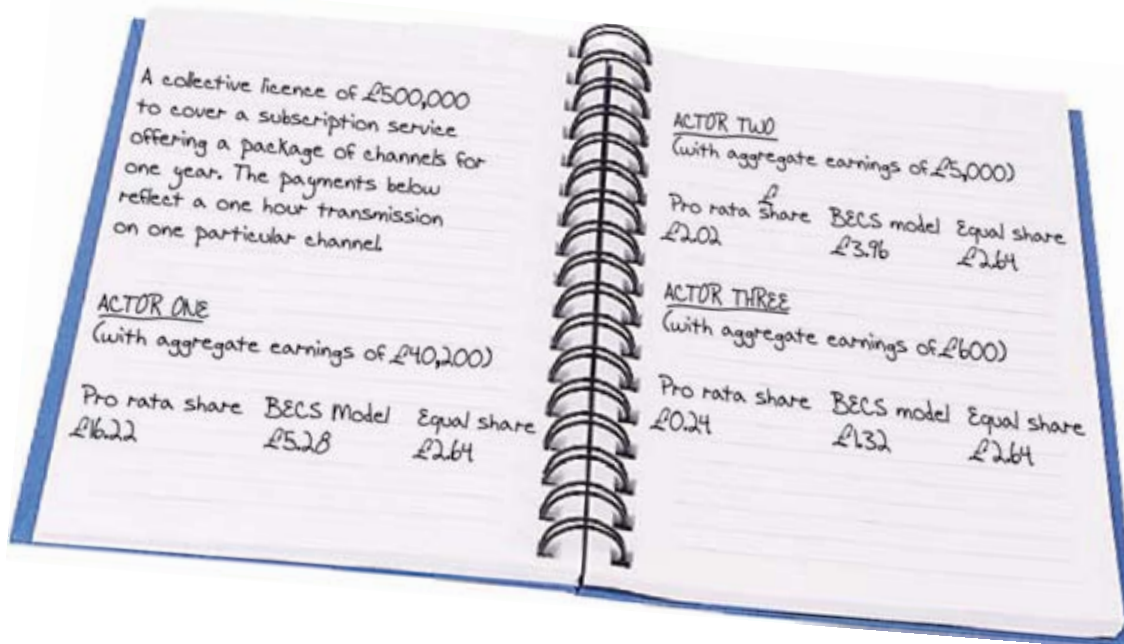 A collective licence of £500,000
to cover a subscription service
offering a package of channels for
one year. The payments below
reflect a one hour transmission
on one particular channel.
ACTOR ONE
(with aggregate earnings of £40,200)
Pro rata share BECS Model Equal share
£16.22 £5.28 £2.64
ACTOR TWO
(with aggregate earnings of £5,000)
£
Pro rata share BECS model Equal share
£2.02 £3.96 £2.64
ACTOR THREE
(with aggregate earnings of £600)
Pro rata share BECS model Equal share
£0.24 £1.32 £2.64